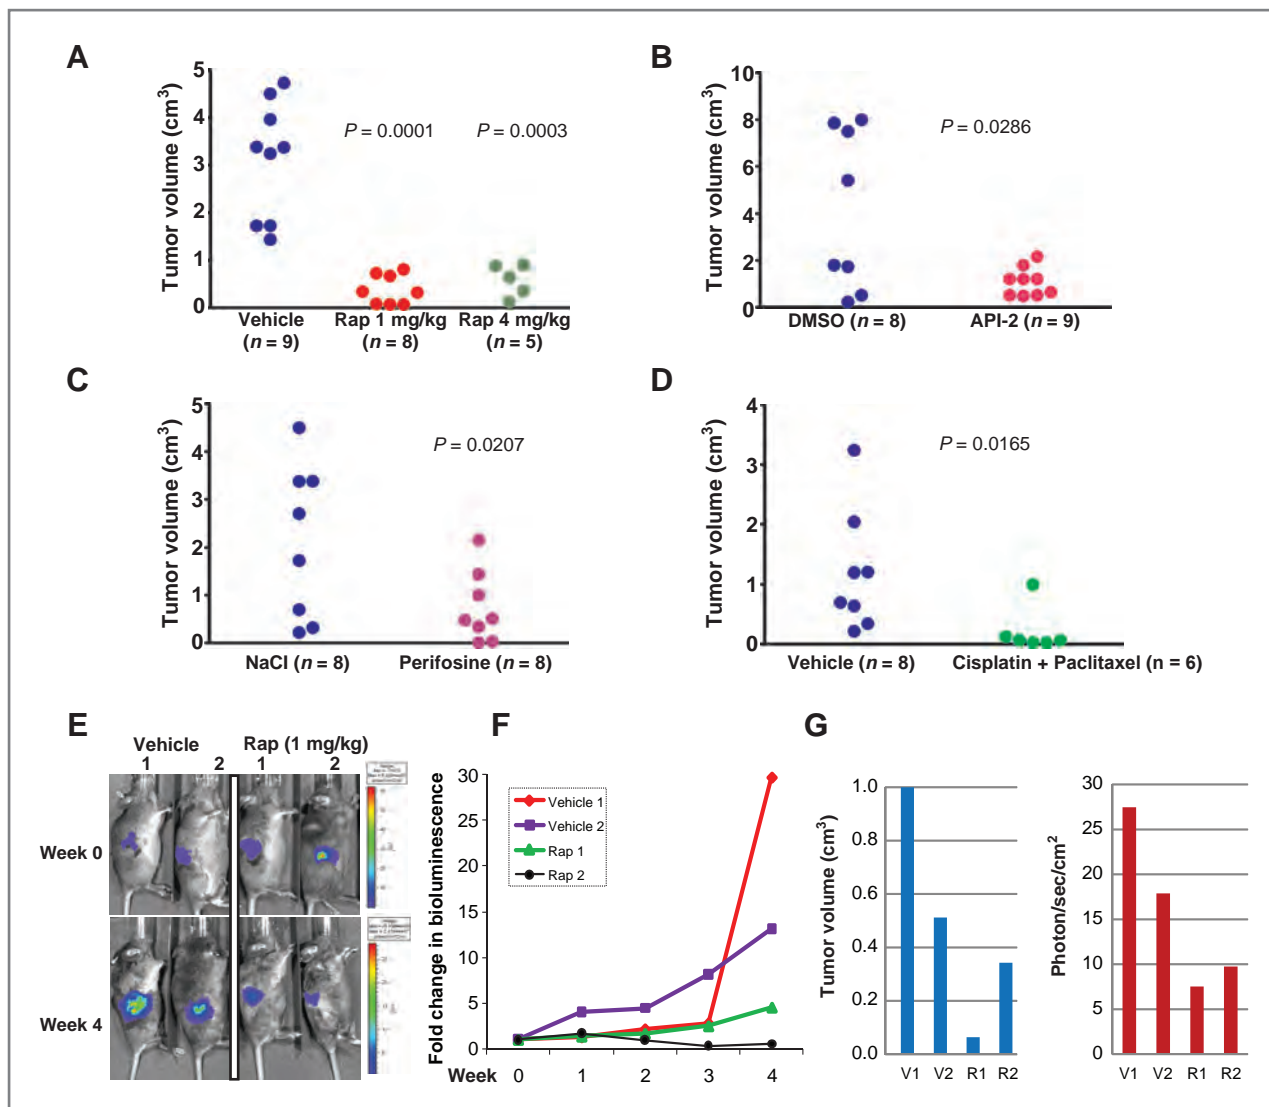 A
Tumor volume (cm³)
5
4
3
2
1
0
P = 0.0001
P = 0.0003
Vehicle
(n = 9)
Rap 1 mg/kg
(n = 8)
Rap 4 mg/kg
(n = 5)
B
Tumor volume (cm³)
10
8
6
4
2
0
P = 0.0286
DMSO (n = 8)
API-2 (n = 9)
C
Tumor volume (cm³)
5
4
3
2
1
0
P = 0.0207
NaCl (n = 8)
Perifosine (n = 8)
D
Tumor volume (cm³)
4
3
2
1
0
P = 0.0165
Vehicle (n = 8)
Cisplatin + Paclitaxel (n = 6)
E
Vehicle
Rap (1 mg/kg)
1 2 1 2
Week 0
Week 4
F
Fold change in bioluminescence
30
25
20
15
10
5
0
Vehicle 1
Vehicle 2
Rap 1
Rap 2
Week 0 1 2 3 4
G
Tumor volume (cm³)
1.0
0.8
0.6
0.4
0.2
0.0
V1 V2 R1 R2
Photon/sec/cm²
30
25
20
15
10
5
0
V1 V2 R1 R2